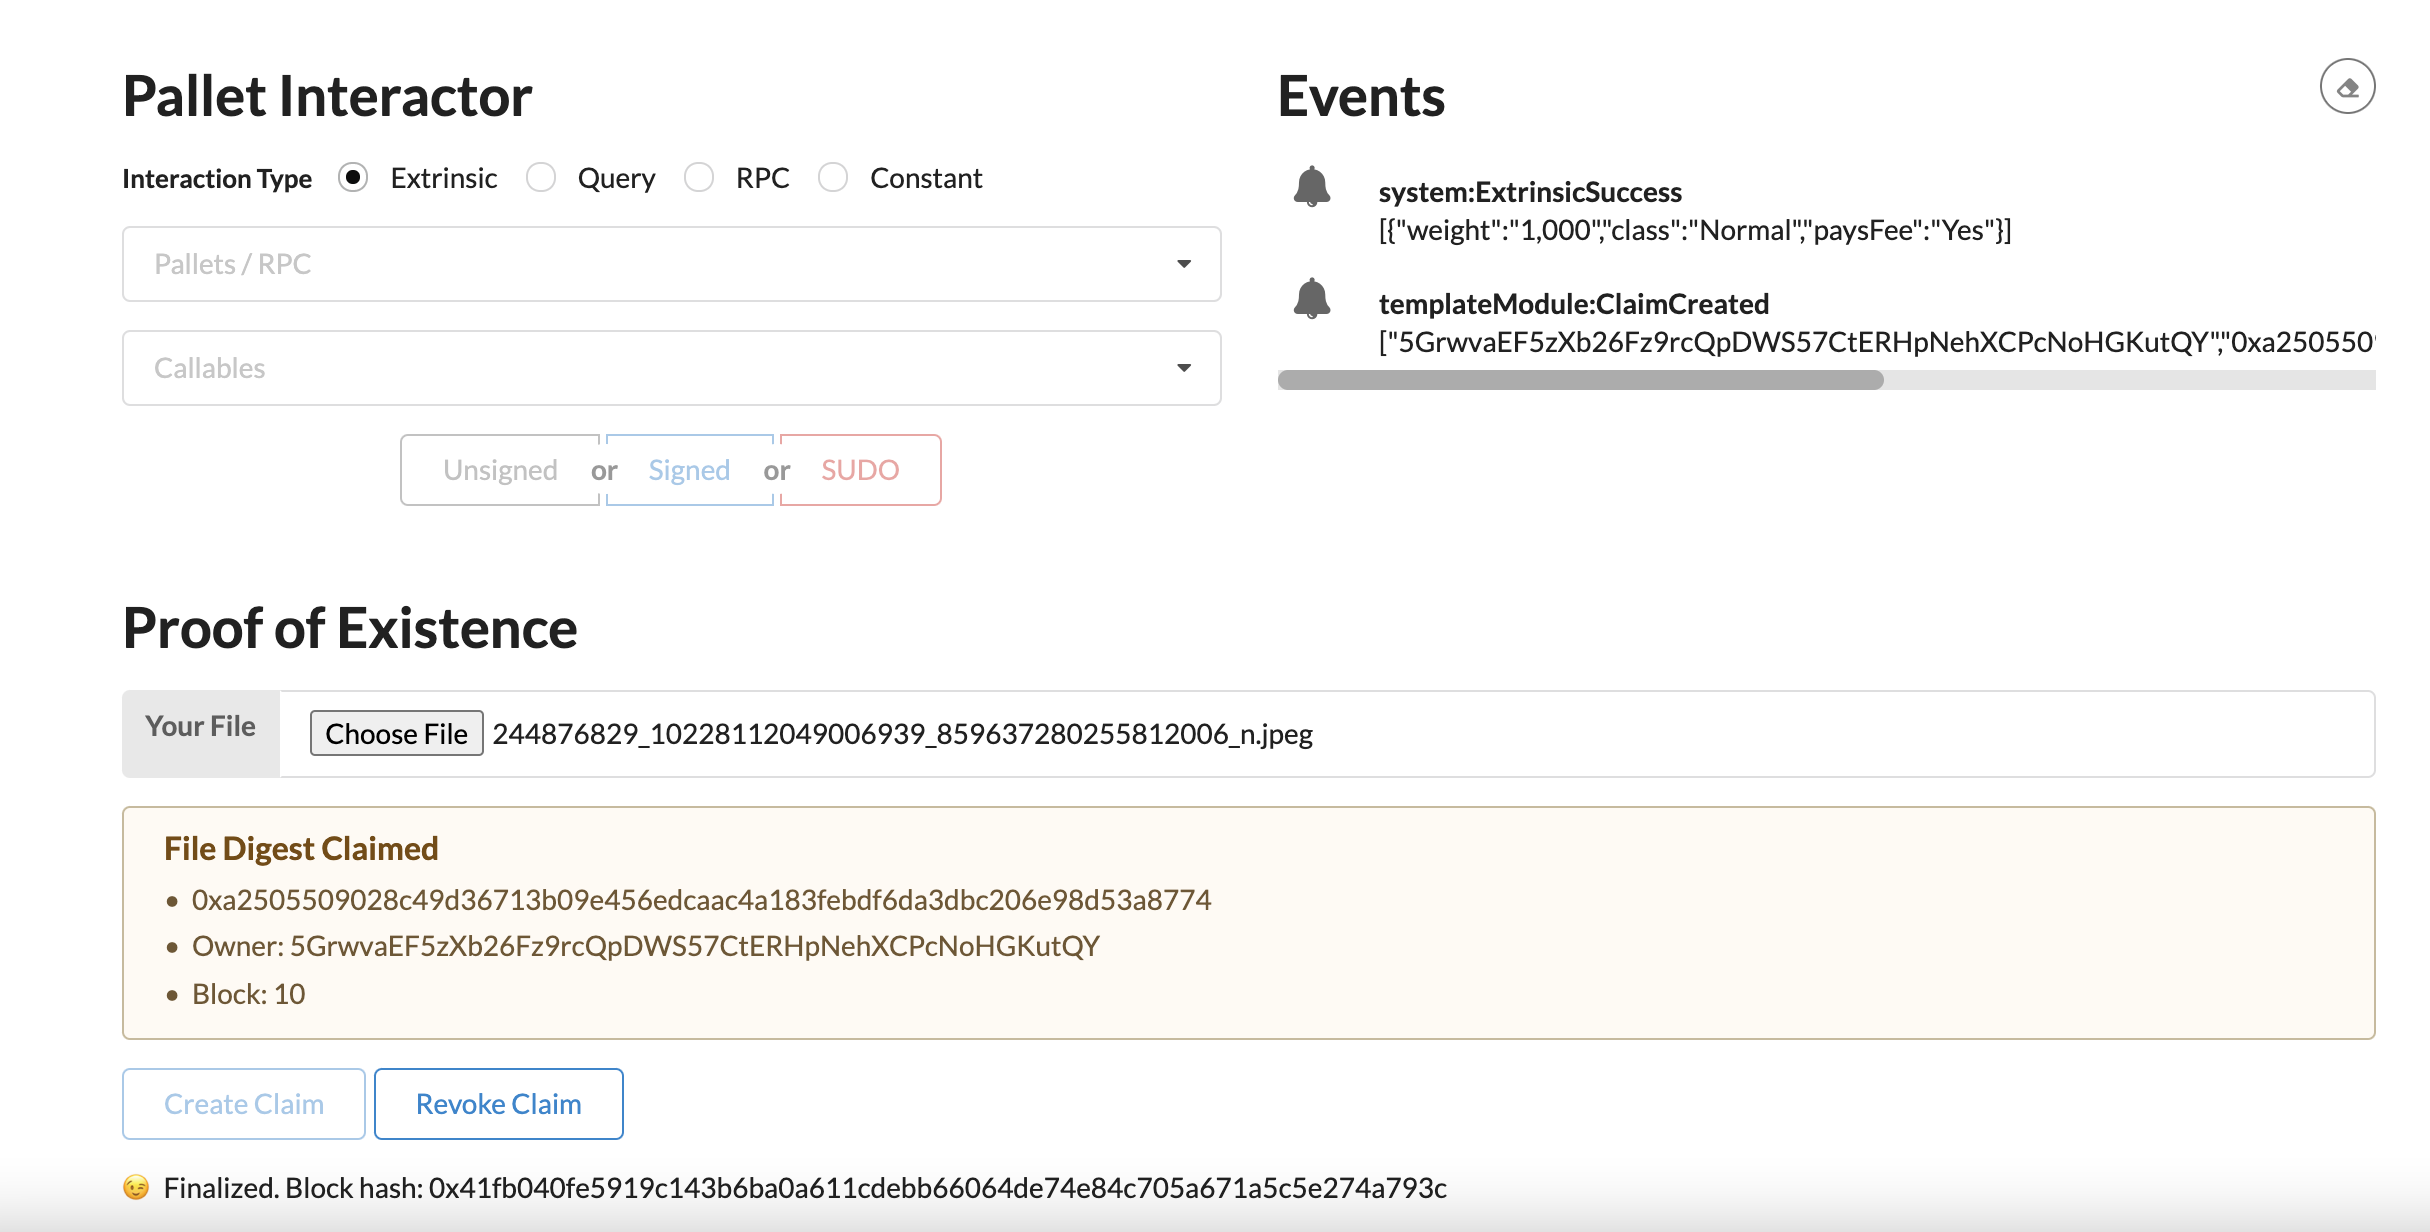 Pallet Interactor
Interaction Type Extrinsic Query RPC Constant
Pallets / RPC
Callables
Unsigned or Signed or SUDO
Events
system:ExtrinsicSuccess
[{"weight":"1,000","class":"Normal","paysFee":"Yes"}]
templateModule:ClaimCreated
["5GrwvaEF5zXb26Fz9rcQpDWS57CtERHpNehXCPcNoHGKutQY","0xa2505509
Proof of Existence
Your File Choose File 244876829_10228112049006939_859637280255812006_n.jpeg
File Digest Claimed
• 0xa2505509028c49d36713b09e456edcaac4a183febdf6da3dbc206e98d53a8774
• Owner: 5GrwvaEF5zXb26Fz9rcQpDWS57CtERHpNehXCPcNoHGKutQY
• Block: 10
Create Claim Revoke Claim
😉 Finalized. Block hash: 0x41fb040fe5919c143b6ba0a611cdebb66064de74e84c705a671a5c5e274a793c